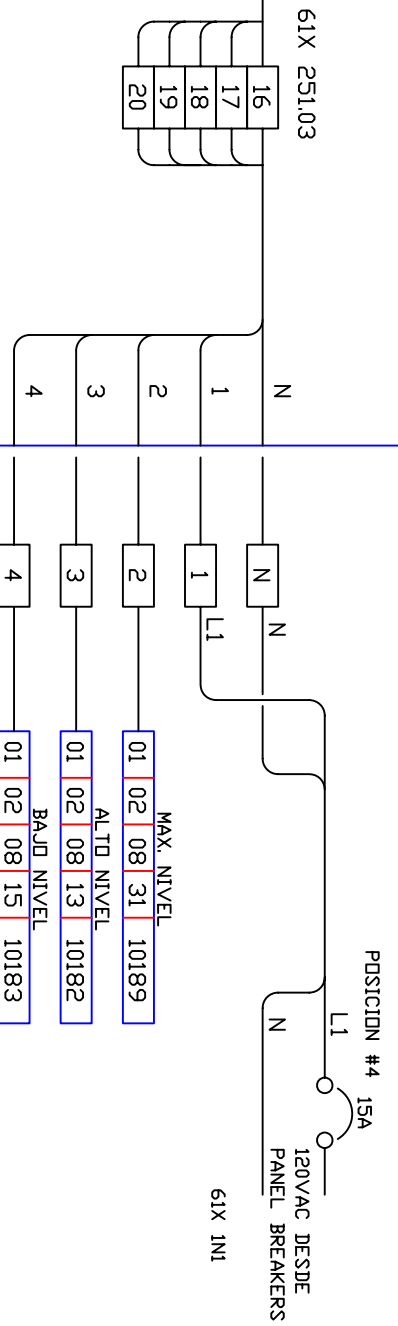 61X 251.03
16
17
18
19
20
N
1
2
3
4
N
1
2
3
4
N
L1
MAX. NIVEL
01 02 08 31 10189
ALTO NIVEL
01 02 08 13 10182
BAJO NIVEL
01 02 08 15 10183
POSICION #4
15A
L1
N
120VAC DESDE
PANEL BREAKERS
61X 1N1